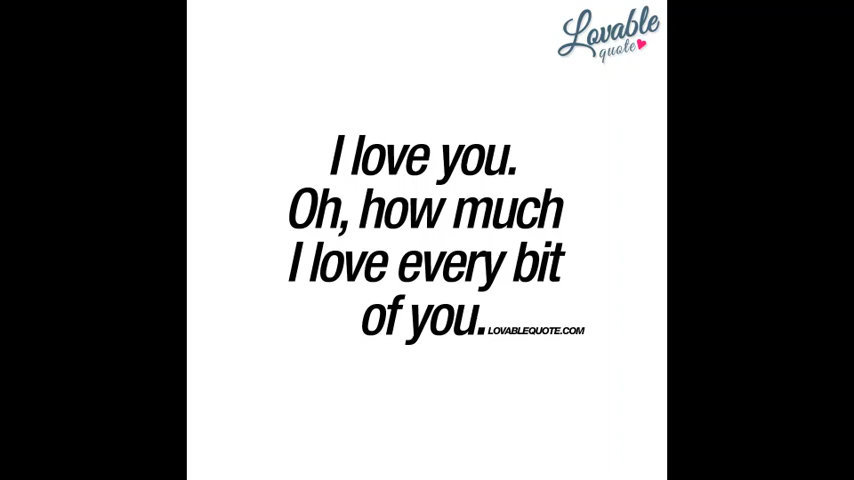 Lovable
quote
I love you.
Oh, how much
I love every bit
of you. LOVABLEQUOTE.COM